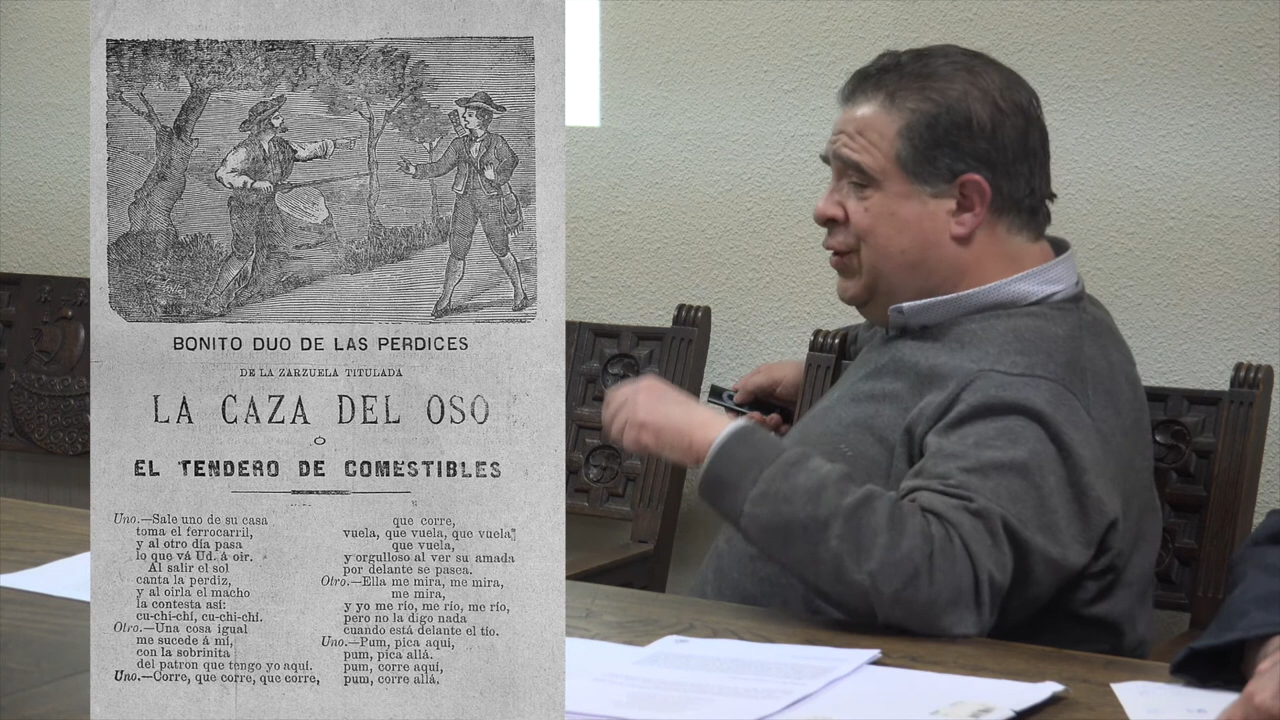 BONITO DUO DE LAS PERDICES
DE LA ZARZUELA TITULADA
LA CAZA DEL OSO
Ó
EL TENDERO DE COMESTIBLES
Uno.—Sale uno de su casa
toma el ferrocarril,
y al otro día pasa
lo que vá Ud. á oir.
Al salir el sol
canta la perdiz,
y al oirla el macho
la contesta así:
cu-chi-chí, cu-chi-chí.
Otro.—Una cosa igual
me sucede á mí,
con la sobrinita
del patron que tengo yo aquí.
Uno.—Corre, que corre, que corre,
que corre,
vuela, que vuela, que vuela,
que vuela,
y orgulloso al ver su amada
por delante se pasea.
Otro.—Ella me mira, me mira,
me mira,
y yo me río, me río, me río,
pero no la digo nada
cuando está delante el tío.
Uno.—Pum, pica aquí,
pum, pica allá.
pum, corre aquí,
pum, corre allá.